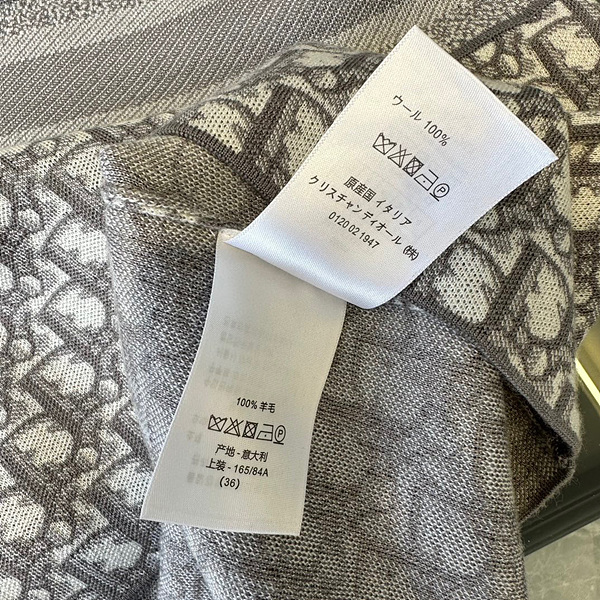 ウール 100%
原産国 イタリア
クリスチャンディオール (株)
0120 02 1947
100% 羊毛
产地 - 意大利
上装 - 165/84A
(36)